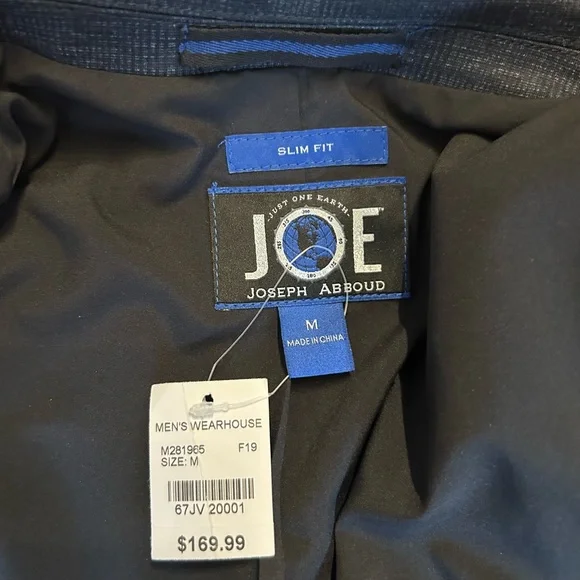 SLIM FIT
-JUST ONE EARTH-
JOE
JOSEPH ABBOUD
M
MADE IN CHINA
MEN'S WEARHOUSE
M281965 F19
SIZE: M
67JV 20001
$169.99